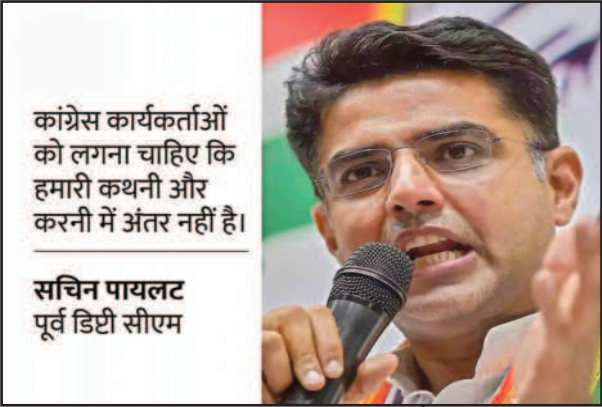 कांग्रेस कार्यकर्ताओं
को लगना चाहिए कि
हमारी कथनी और
करनी में अंतर नहीं है।
सचिन पायलट
पूर्व डिप्टी सीएम